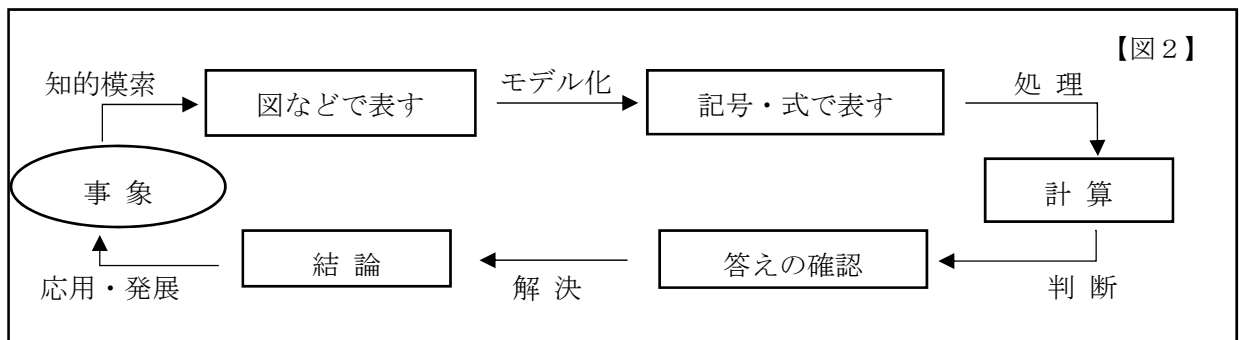 【図２】
知的模索
図などで表す
モデル化
記号・式で表す
処 理
事 象
計 算
応用・発展
結 論
解 決
答えの確認
判 断